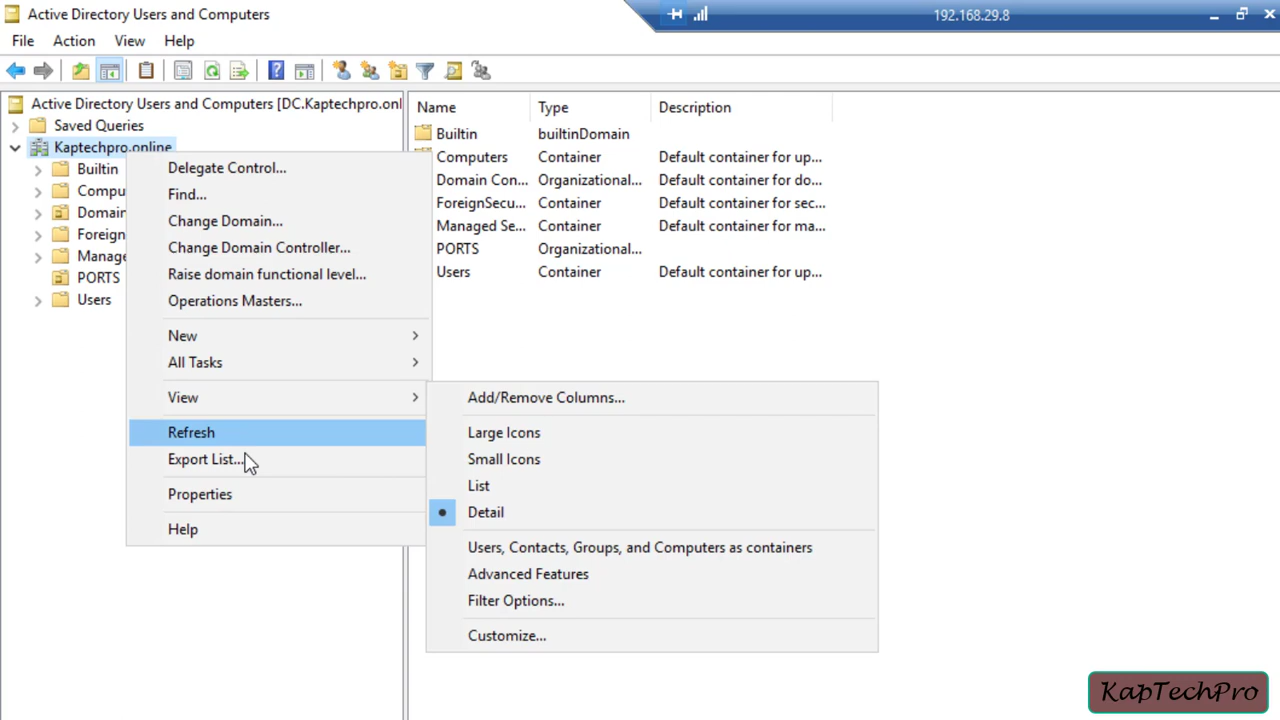 Active Directory Users and Computers
192.168.29.8
File Action View Help
Active Directory Users and Computers [DC.Kaptechpro.onl
Saved Queries
Kaptechpro.online
Builtin
Compu
Domain
Foreign
Manage
PORTS
Users
Delegate Control...
Find...
Change Domain...
Change Domain Controller...
Raise domain functional level...
Operations Masters...
New
All Tasks
View
Refresh
Export List...
Properties
Help
Name Type Description
Builtin builtinDomain
Computers Container Default container for up...
Domain Con... Organizational... Default container for do...
ForeignSecu... Container Default container for sec...
Managed Se... Container Default container for ma...
PORTS Organizational...
Users Container Default container for up...
Add/Remove Columns...
Large Icons
Small Icons
List
Detail
Users, Contacts, Groups, and Computers as containers
Advanced Features
Filter Options...
Customize...
KapTechPro